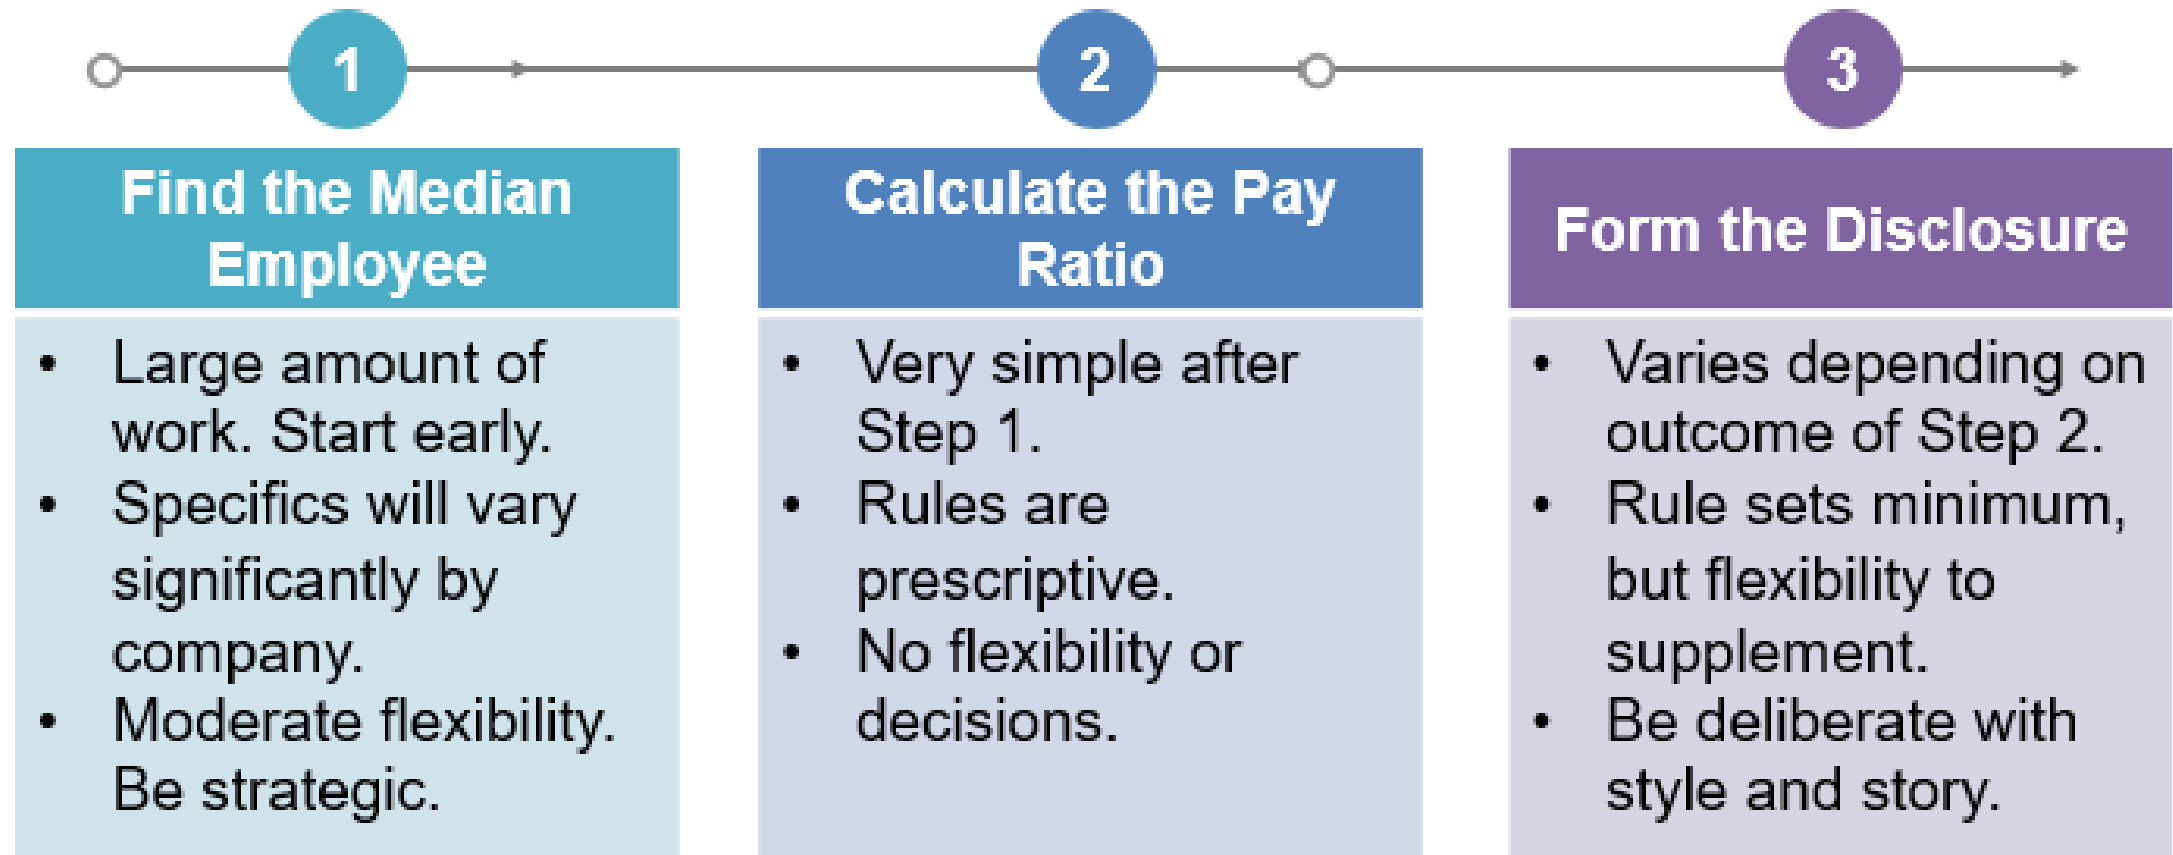 1
2
3
Find the Median
Employee
• Large amount of
work. Start early.
• Specifics will vary
significantly by
company.
• Moderate flexibility.
Be strategic.
Calculate the Pay
Ratio
• Very simple after
Step 1.
• Rules are
prescriptive.
• No flexibility or
decisions.
Form the Disclosure
• Varies depending on
outcome of Step 2.
• Rule sets minimum,
but flexibility to
supplement.
• Be deliberate with
style and story.